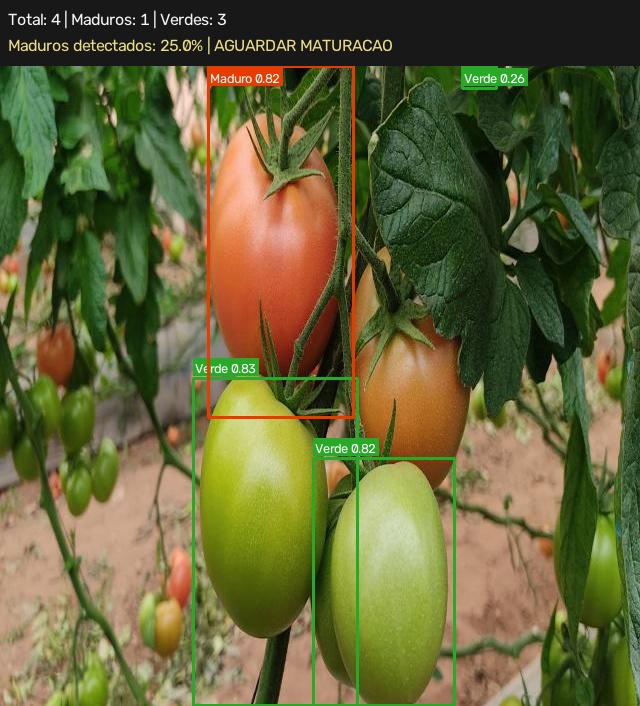 Total: 4 | Maduros: 1 | Verdes: 3
Maduros detectados: 25.0% | AGUARDAR MATURACAO
Maduro 0.82
Verde 0.26
Verde 0.83
Verde 0.82